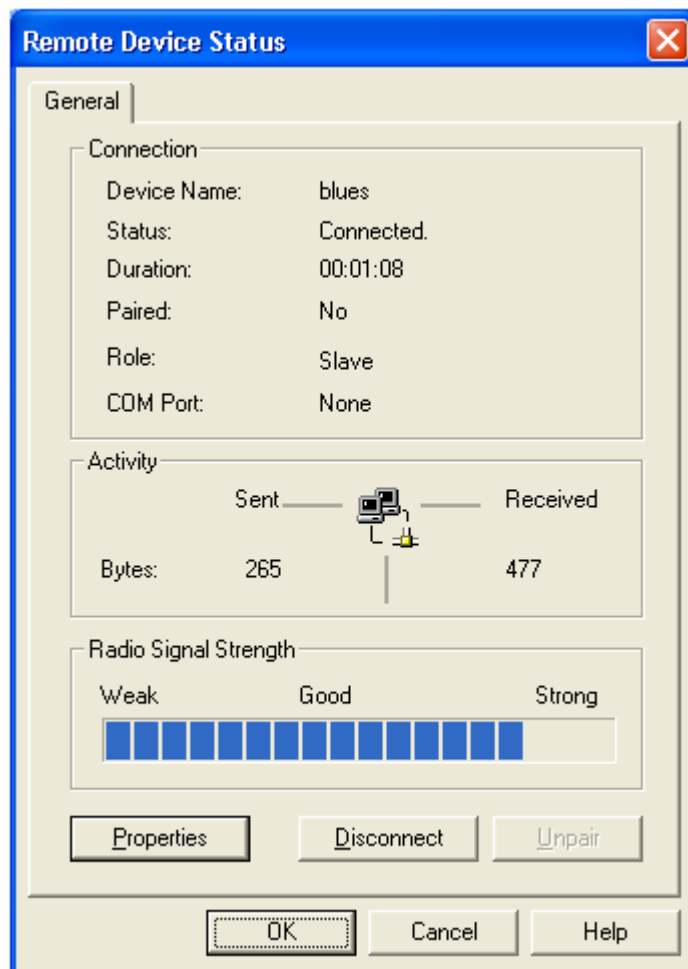 Remote Device Status
General
Connection
Device Name: blues
Status: Connected.
Duration: 00:01:08
Paired: No
Role: Slave
COM Port: None
Activity
Sent Received
Bytes: 265 477
Radio Signal Strength
Weak Good Strong
Properties Disconnect Unpair
OK Cancel Help